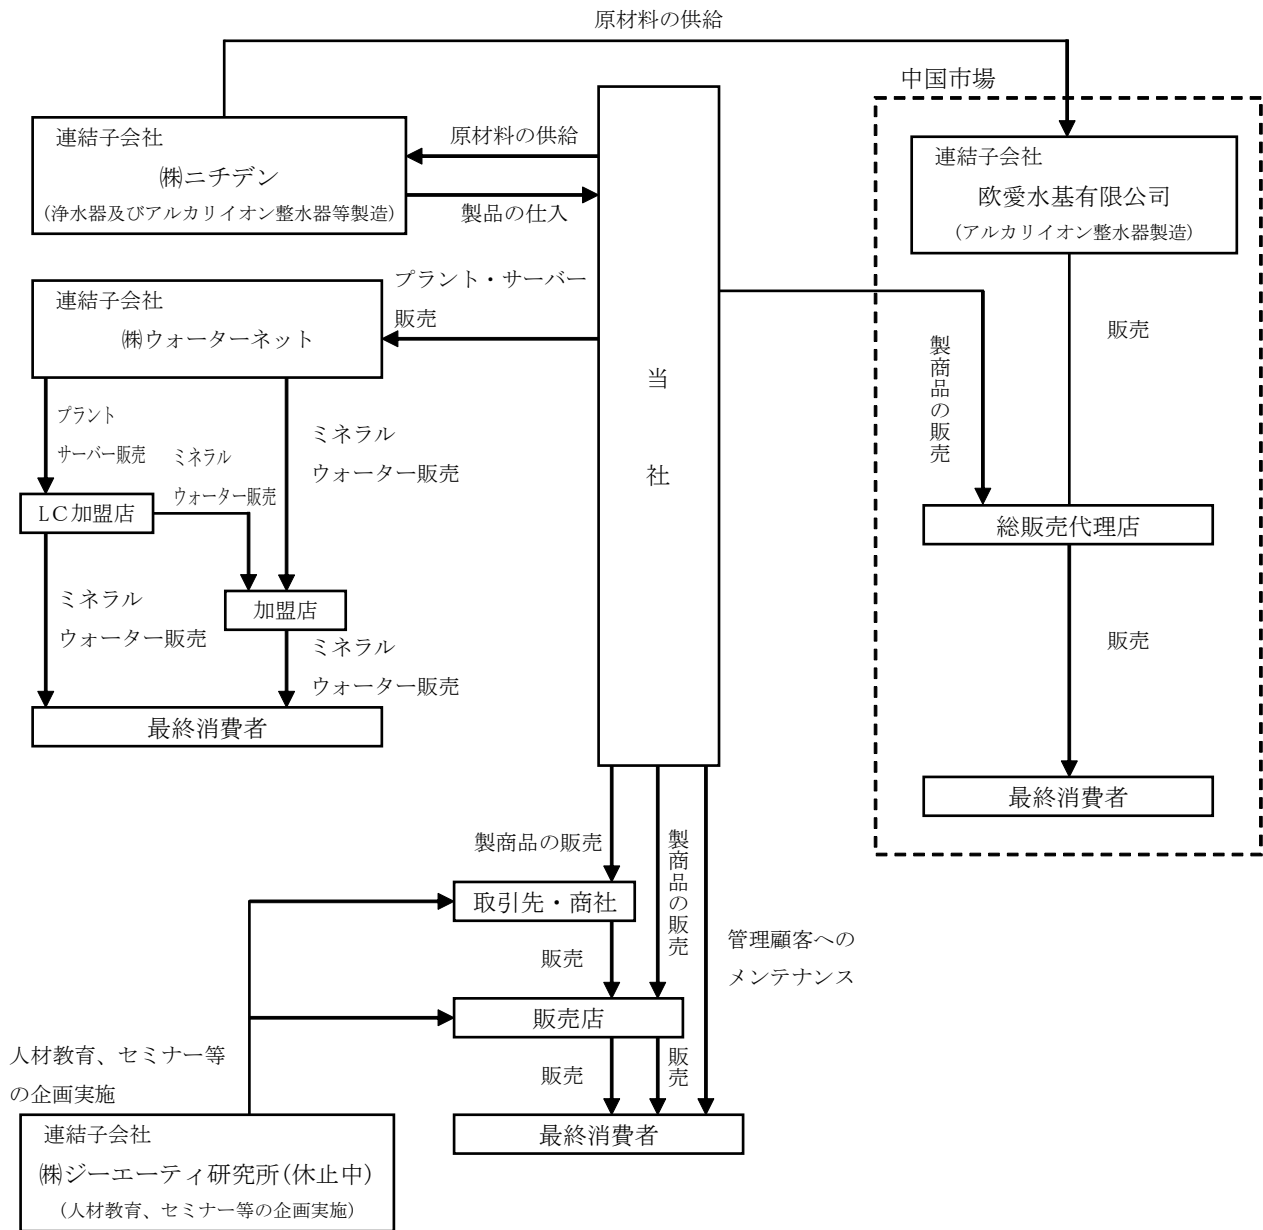 原材料の供給
中国市場
連結子会社
㈱ニチデン
(浄水器及びアルカリイオン整水器等製造)
原材料の供給
製品の仕入
連結子会社
欧愛水基有限公司
(アルカリイオン整水器製造)
連結子会社
㈱ウォーターネット
プラント・サーバー
販売
当社
製商品の販売
販売
プラント
サーバー販売
ミネラル
ウォーター販売
ミネラル
ウォーター販売
LC加盟店
加盟店
ミネラル
ウォーター販売
ミネラル
ウォーター販売
最終消費者
総販売代理店
販売
最終消費者
製商品の販売
製商品の販売
管理顧客への
メンテナンス
取引先・商社
販売
販売店
販売
販売
最終消費者
人材教育、セミナー等
の企画実施
連結子会社
㈱ジーエーティ研究所(休止中)
(人材教育、セミナー等の企画実施)